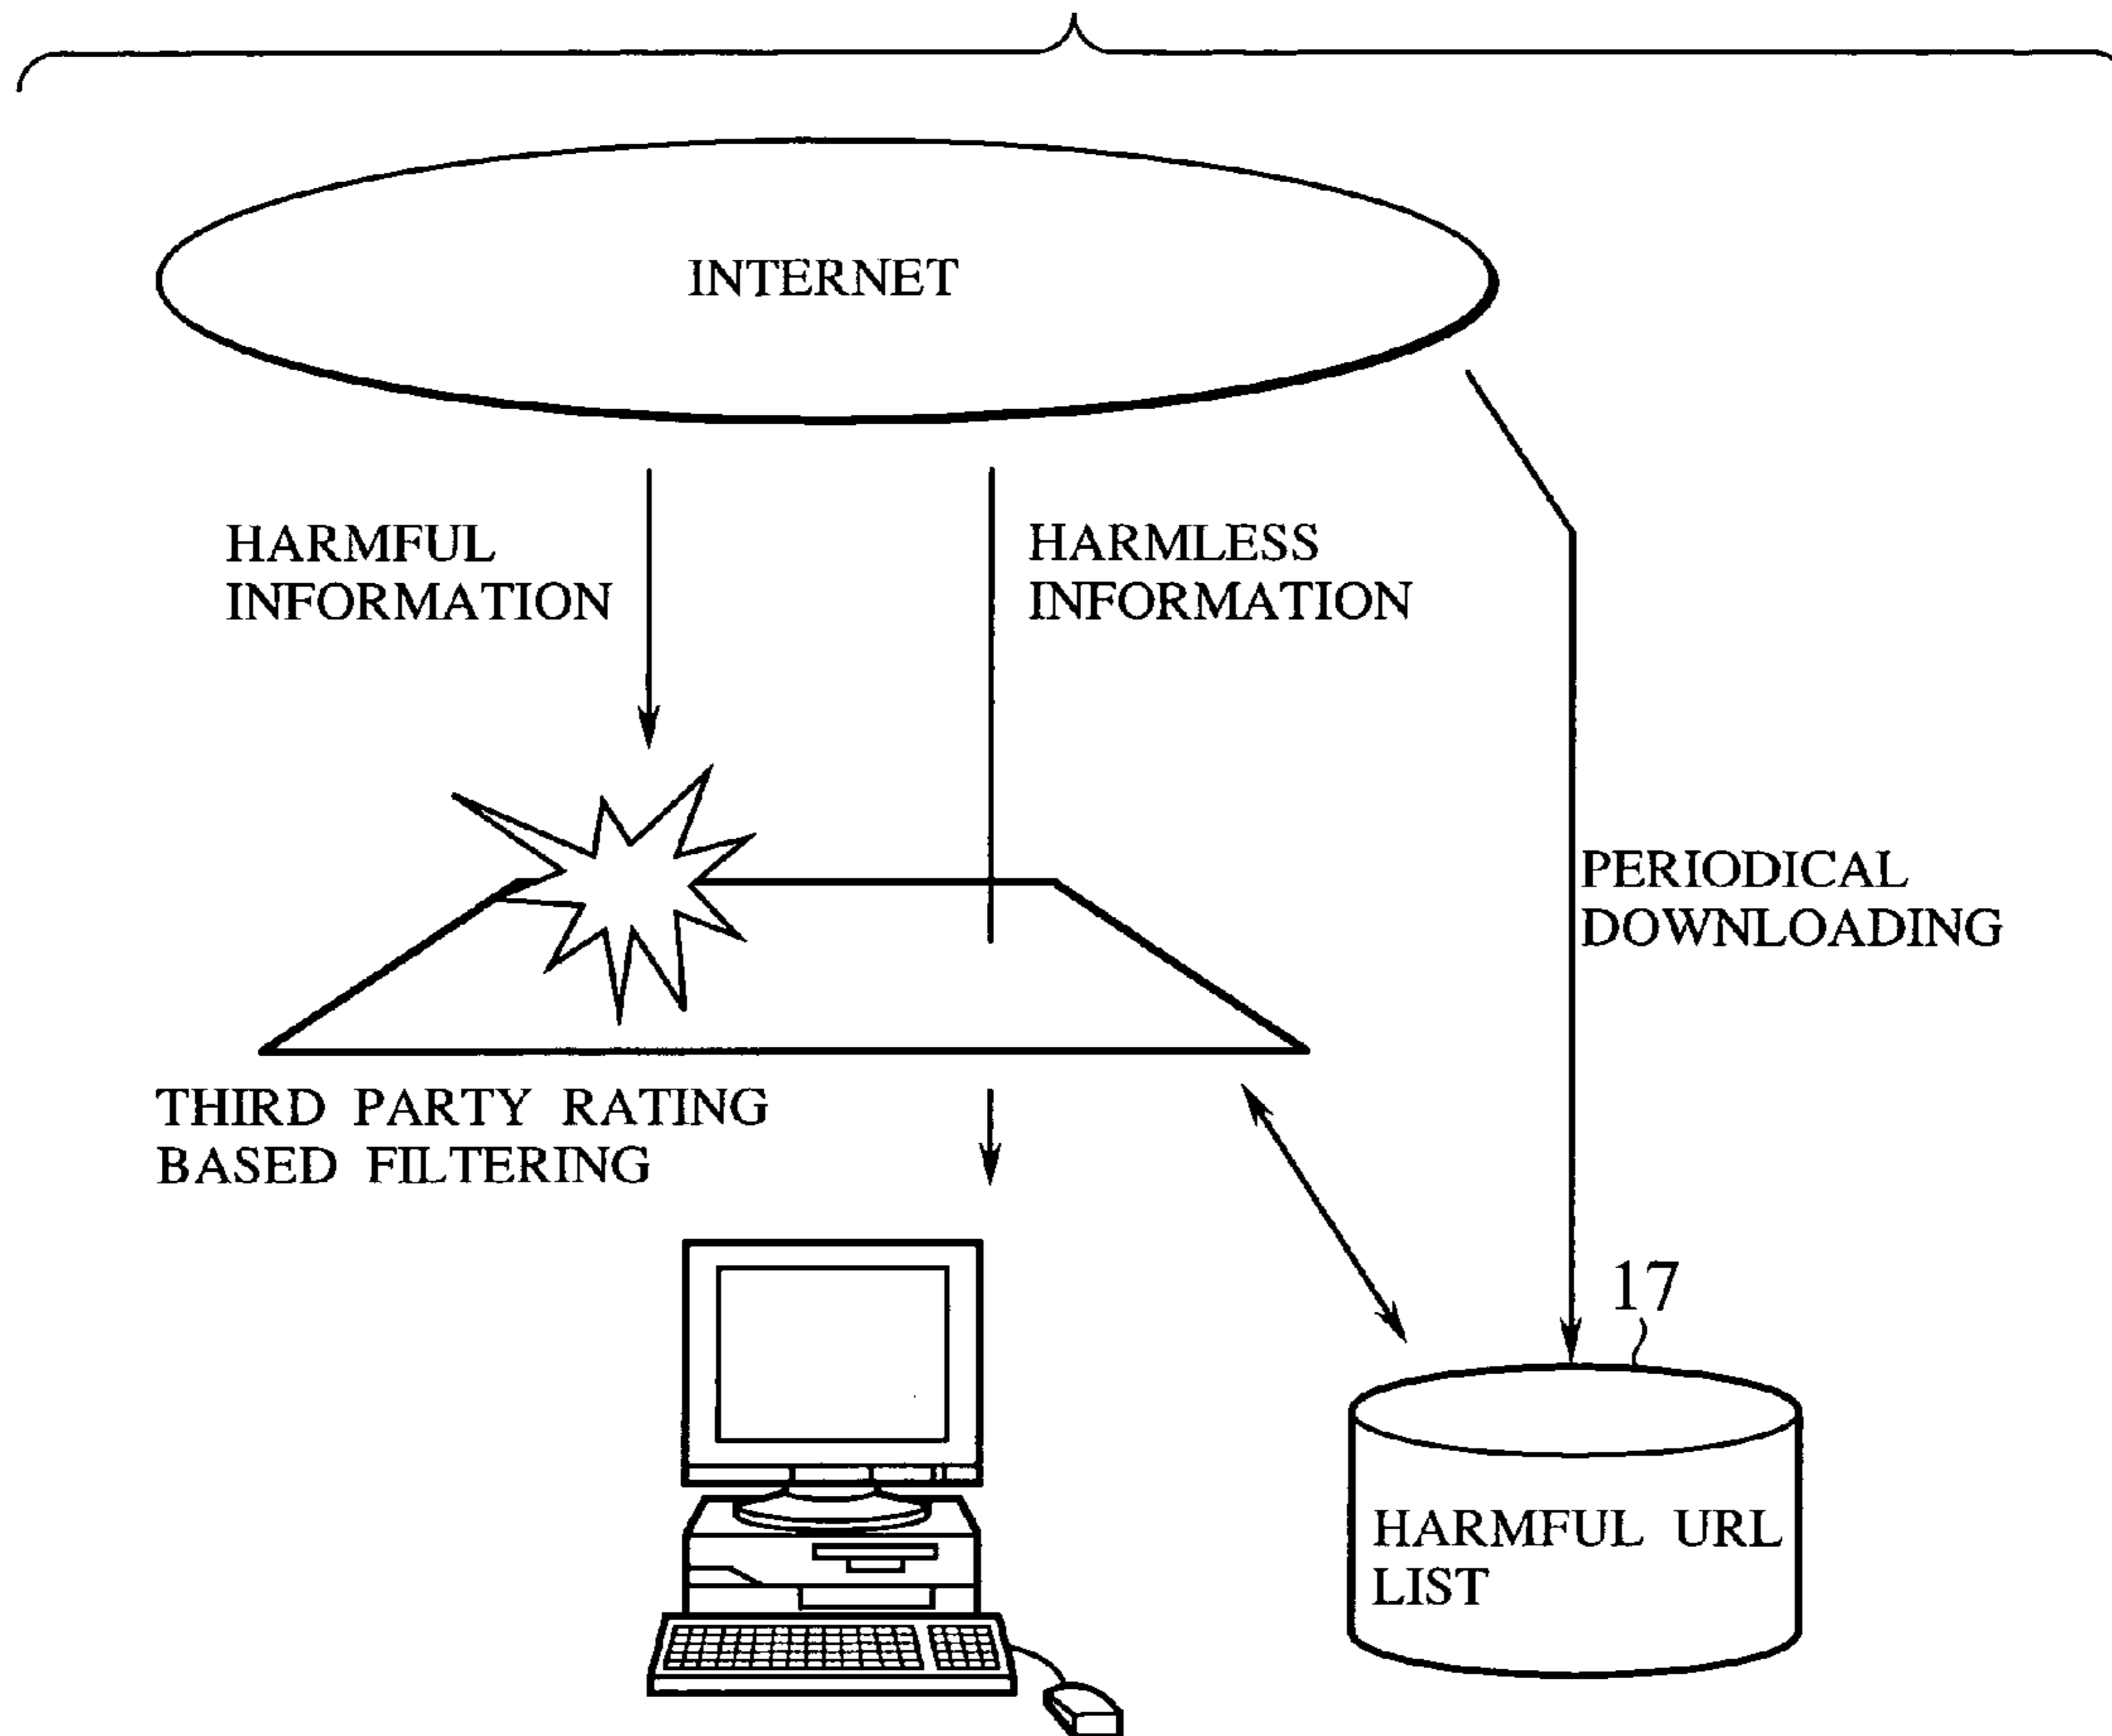 INTERNET
HARMFUL
INFORMATION
HARMLESS
INFORMATION
PERIODICAL
DOWNLOADING
THIRD PARTY RATING
BASED FILTERING
17
HARMFUL URL
LIST